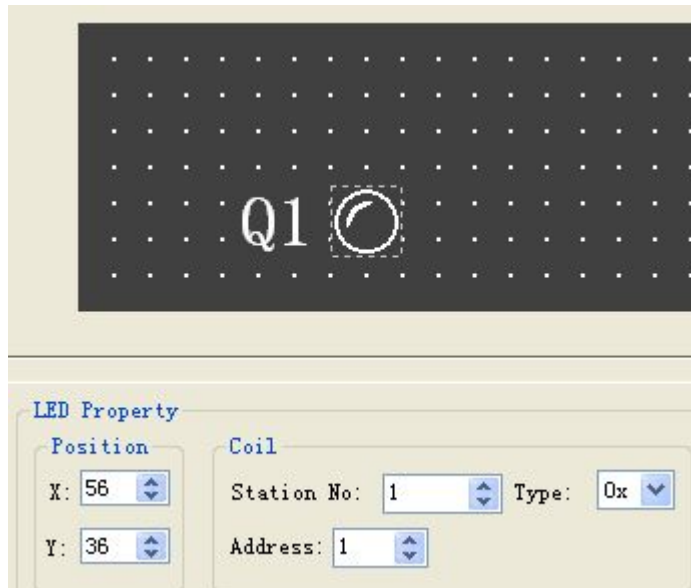 Q1
LED Property
Position
Coil
X: 56
Station No: 1 Type: 0x
Y: 36
Address: 1